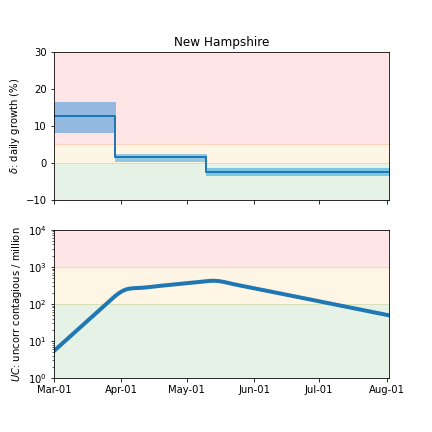 New Hampshire
δ: daily growth (%)
30
20
10
0
−10
UC: uncorr contagious / million
10⁴
10³
10²
10¹
10⁰
Mar-01 Apr-01 May-01 Jun-01 Jul-01 Aug-01